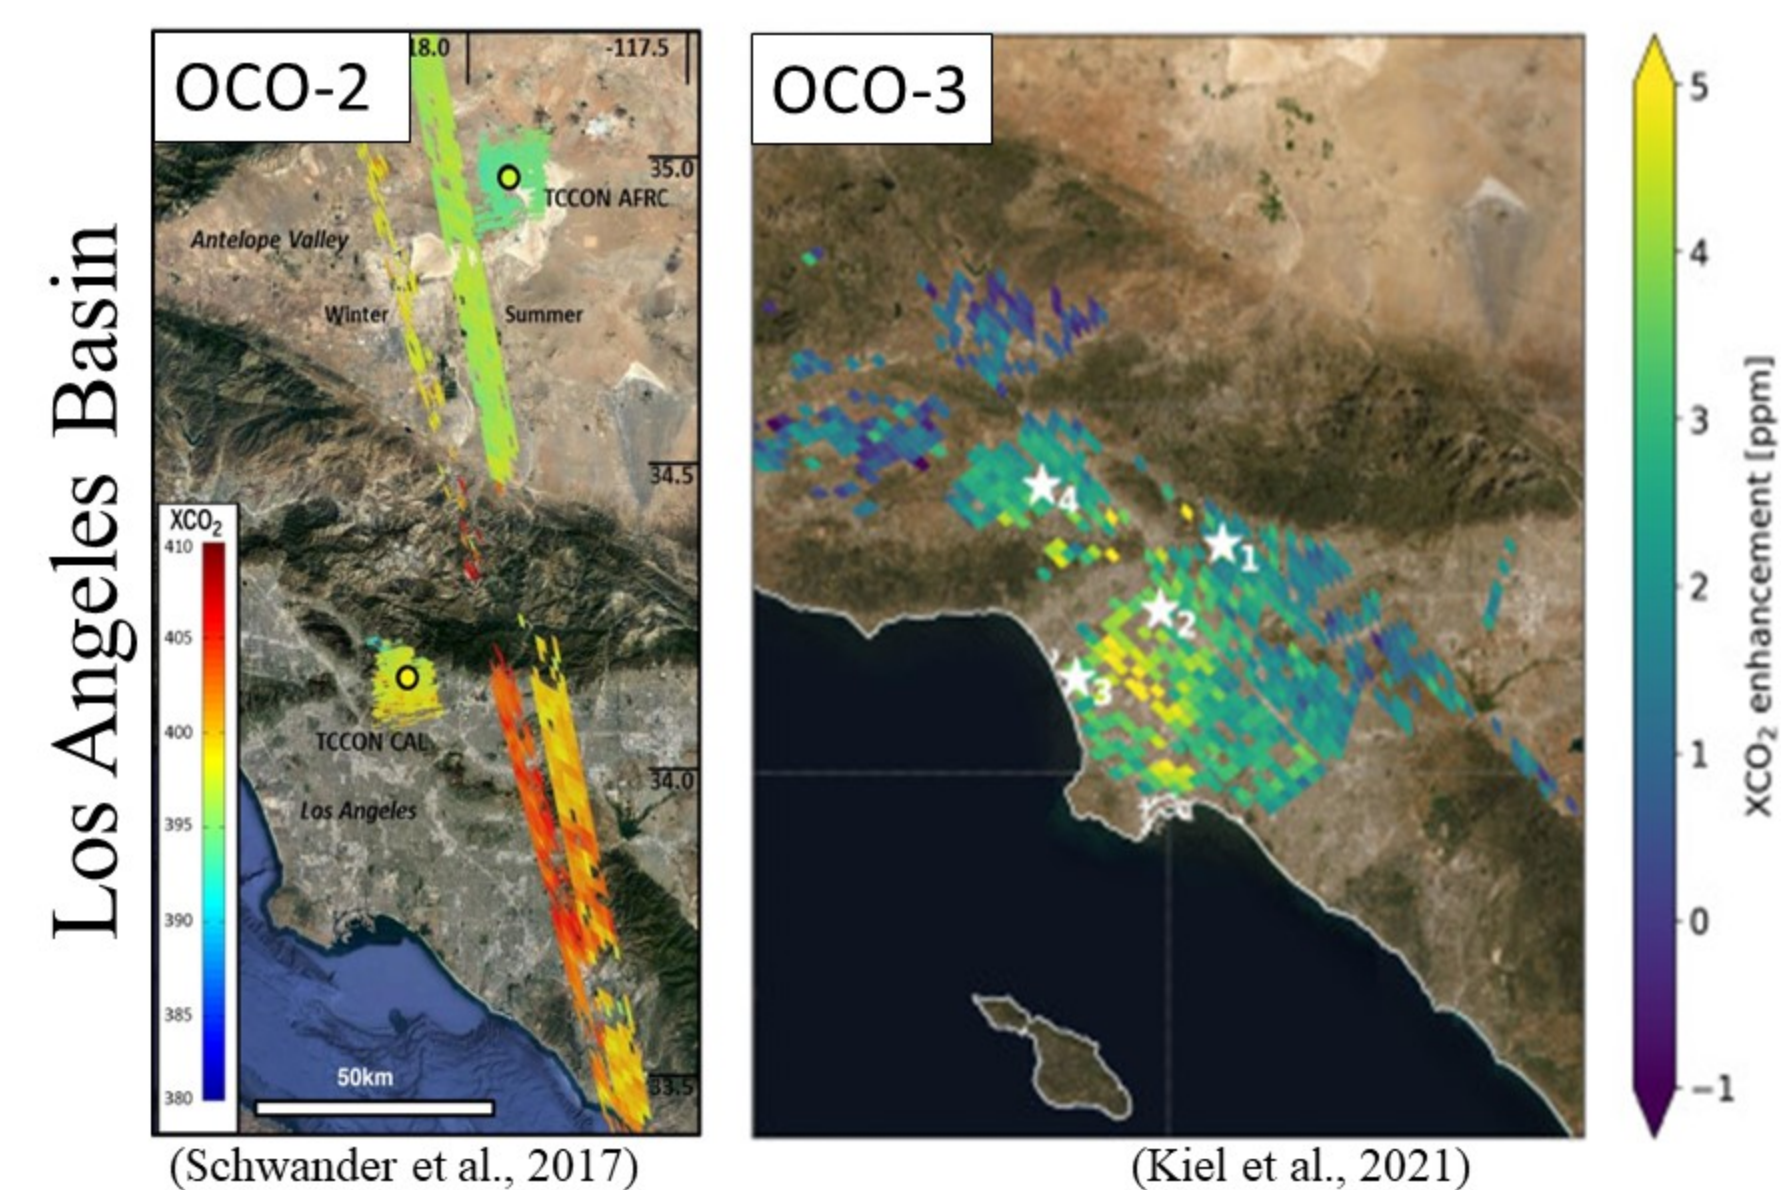 Los Angeles Basin
OCO-2
18.0
-117.5
35.0
TCCON AFRC
Antelope Valley
Winter
Summer
34.5
XCO2
410
405
400
395
390
385
380
TCCON CAL
34.0
Los Angeles
50km
33.5
(Schwander et al., 2017)
OCO-3
4
1
2
3
(Kiel et al., 2021)
5
4
3
2
1
0
−1
XCO2 enhancement [ppm]